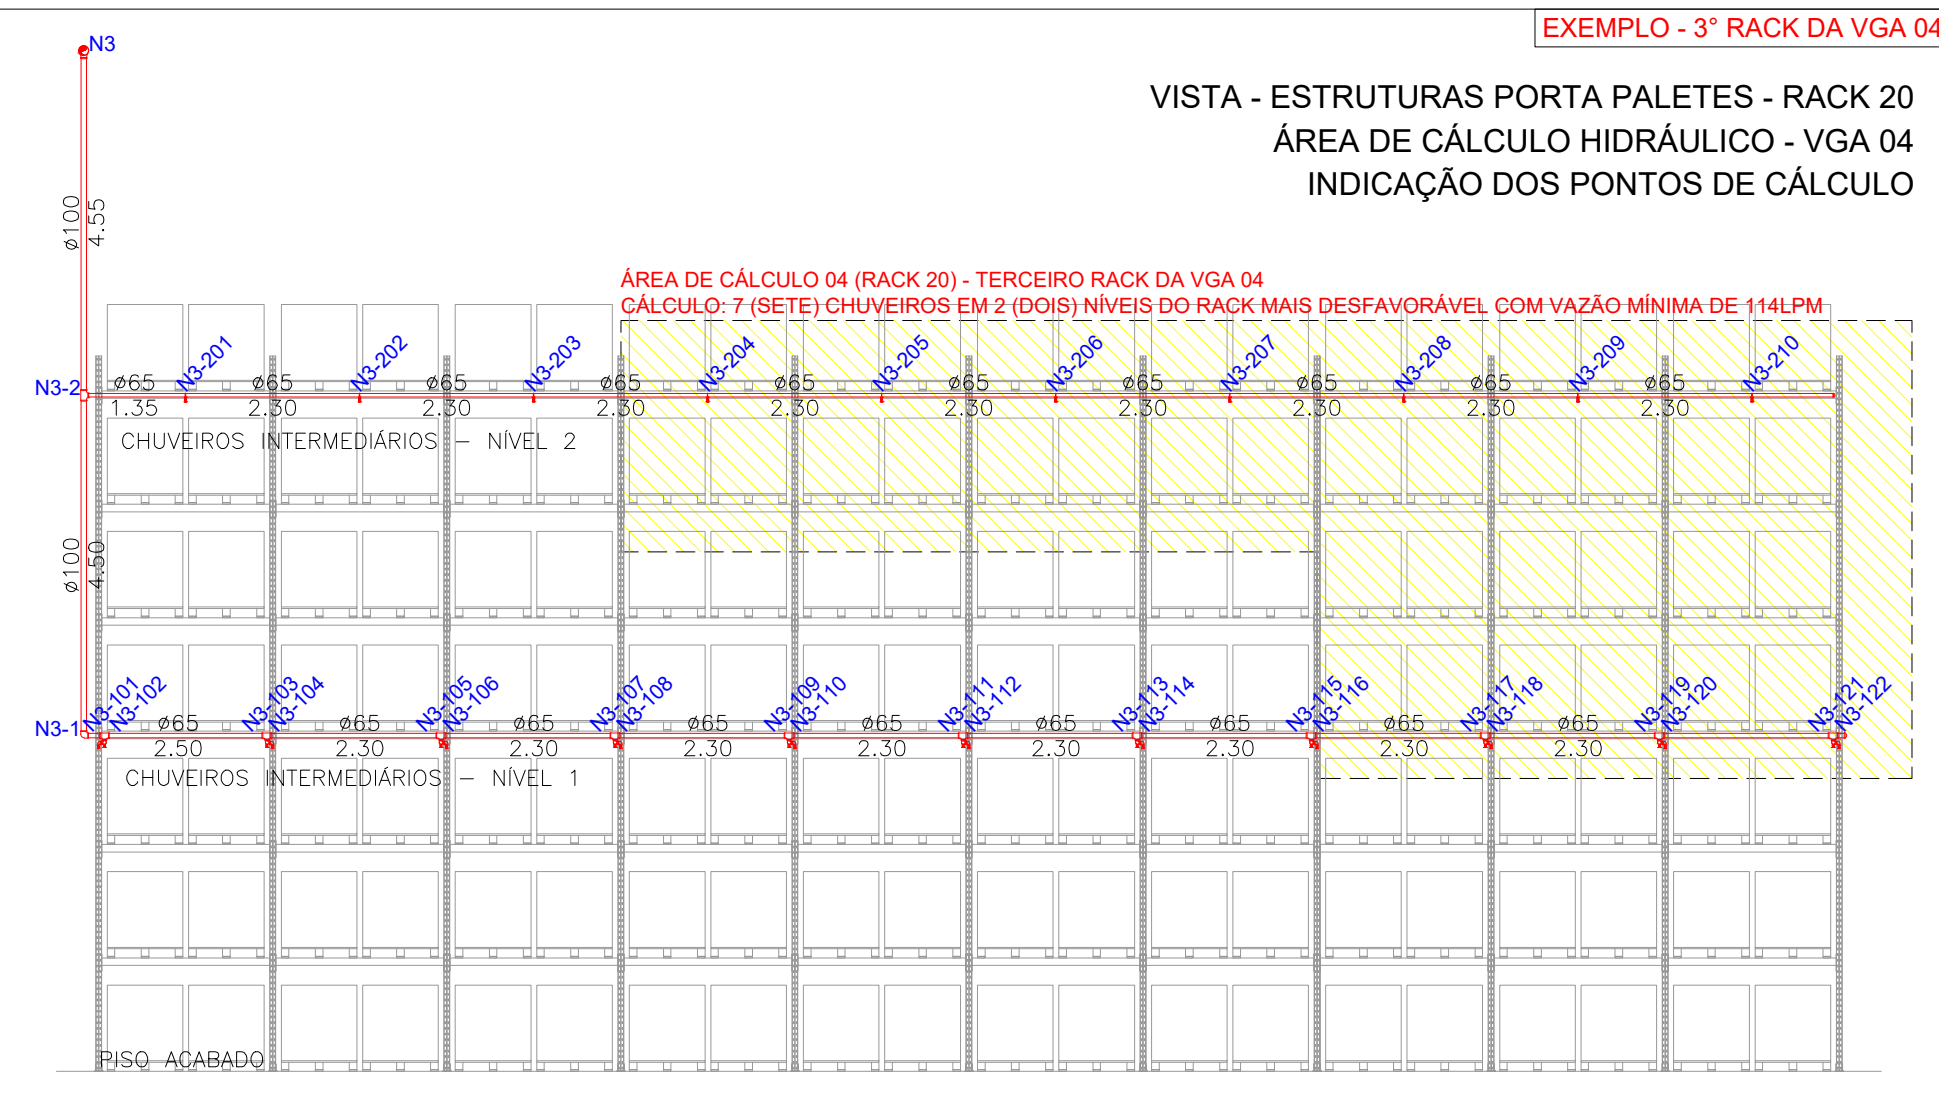 N3
EXEMPLO - 3° RACK DA VGA 04
VISTA - ESTRUTURAS PORTA PALETES - RACK 20
ÁREA DE CÁLCULO HIDRÁULICO - VGA 04
INDICAÇÃO DOS PONTOS DE CÁLCULO
ø100
4.55
ÁREA DE CÁLCULO 04 (RACK 20) - TERCEIRO RACK DA VGA 04
CÁLCULO: 7 (SETE) CHUVEIROS EM 2 (DOIS) NÍVEIS DO RACK MAIS DESFAVORÁVEL COM VAZÃO MÍNIMA DE 114LPM
N3-201 N3-202 N3-203 N3-204 N3-205 N3-206 N3-207 N3-208 N3-209 N3-210
N3-2 ø65 ø65 ø65 ø65 ø65 ø65 ø65 ø65 ø65 ø65
1.35 2.30 2.30 2.30 2.30 2.30 2.30 2.30 2.30 2.30
CHUVEIROS INTERMEDIÁRIOS - NÍVEL 2
ø100
4.50
N3-101 N3-102 N3-103 N3-104 N3-105 N3-106 N3-107 N3-108 N3-109 N3-110 N3-111 N3-112 N3-113 N3-114 N3-115 N3-116 N3-117 N3-118 N3-119 N3-120 N3-121 N3-122
N3-1 ø65 ø65 ø65 ø65 ø65 ø65 ø65 ø65 ø65
2.50 2.30 2.30 2.30 2.30 2.30 2.30 2.30 2.30
CHUVEIROS INTERMEDIÁRIOS - NÍVEL 1
PISO ACABADO